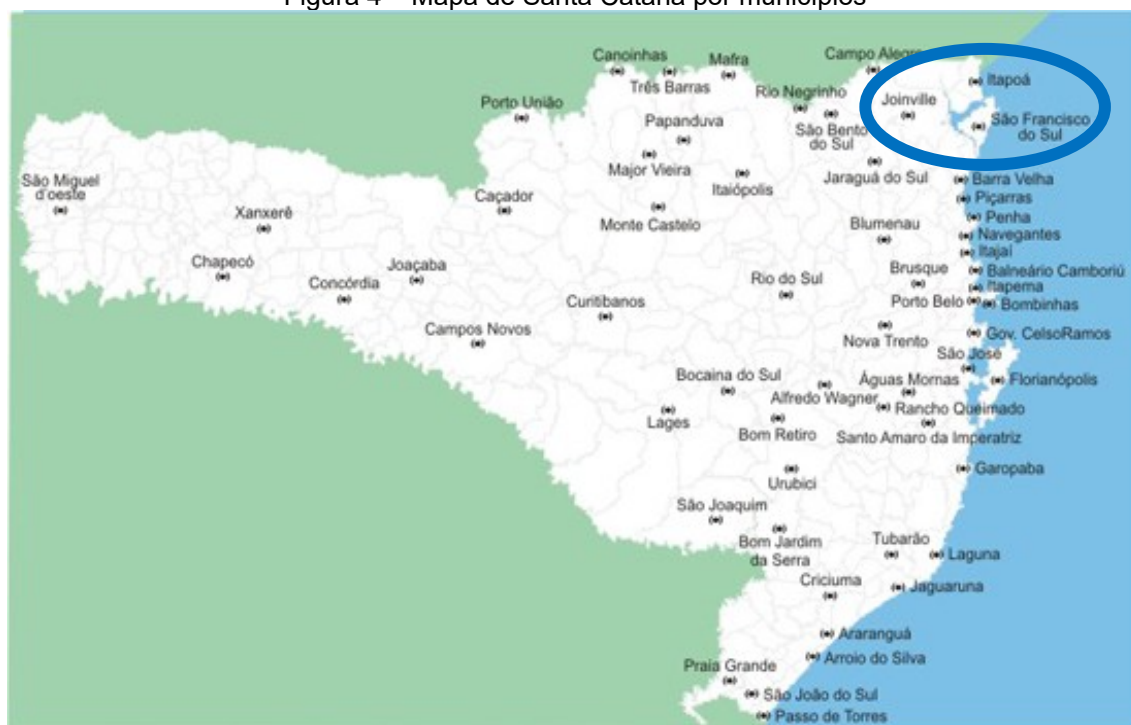 Figura 4 – Mapa de Santa Cataria por municípios
Canoinhas
Mafra
Campo Alegre
Itapoá
Três Barras
Rio Negrinho
Joinville
Porto União
Papanduva
São Bento
do Sul
São Francisco
do Sul
Major Vieira
Itaiópolis
Jaraguá do Sul
Barra Velha
São Miguel
d'oeste
Caçador
Piçarras
Xanxerê
Monte Castelo
Blumenau
Penha
Navegantes
Itajaí
Chapecó
Joaçaba
Concórdia
Rio do Sul
Brusque
Balneário Camboriú
Itapema
Curitibanos
Porto Belo
Bombinhas
Campos Novos
Nova Trento
Gov. CelsoRamos
São José
Bocaina do Sul
Águas Mornas
Florianópolis
Alfredo Wagner
Rancho Queimado
Lages
Bom Retiro
Santo Amaro da Imperatriz
Garopaba
Urubici
São Joaquim
Bom Jardim
da Serra
Tubarão
Laguna
Criciuma
Jaguaruna
Araranguá
Arroio do Silva
Praia Grande
São João do Sul
Passo de Torres